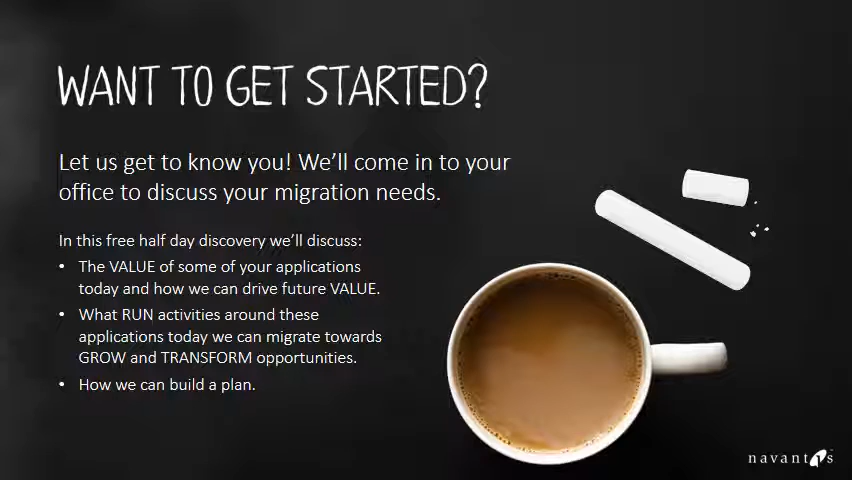 WANT TO GET STARTED?
Let us get to know you! We’ll come in to your
office to discuss your migration needs.
In this free half day discovery we’ll discuss:
• The VALUE of some of your applications
today and how we can drive future VALUE.
• What RUN activities around these
applications today we can migrate towards
GROW and TRANSFORM opportunities.
• How we can build a plan.
navantis